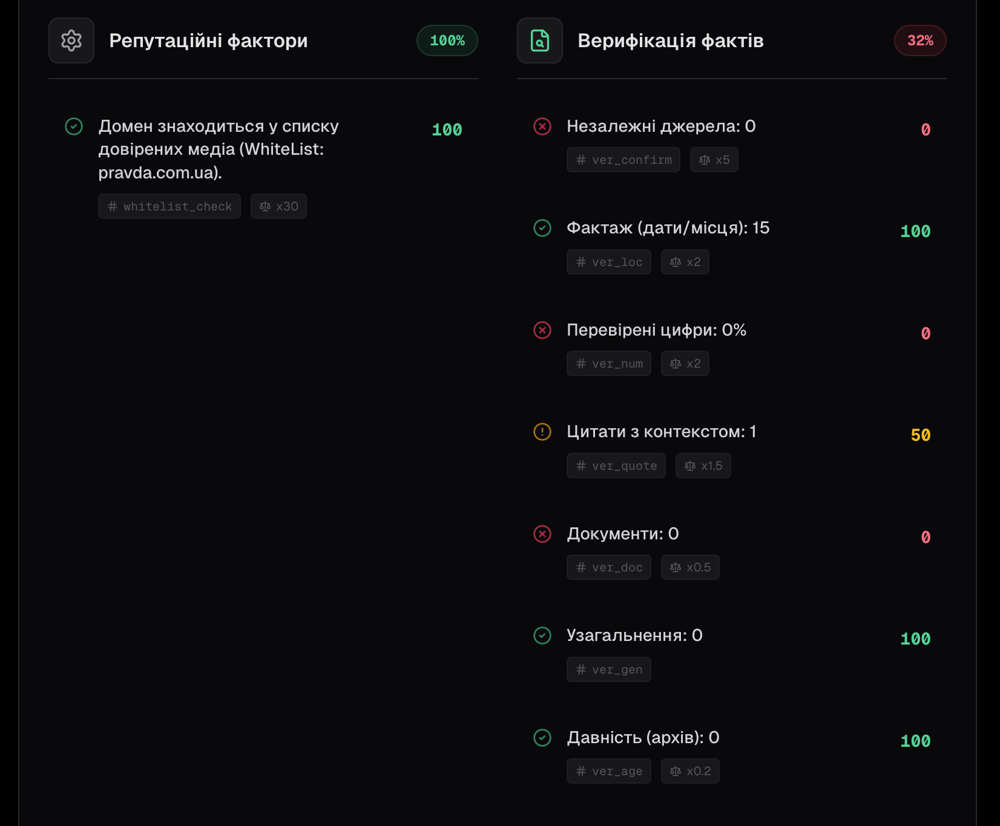 Репутаційні фактори
100%
Домен знаходиться у списку
довірених медіа (WhiteList:
pravda.com.ua).
100
# whitelist_check
x30
Верифікація фактів
32%
Незалежні джерела: 0
0
# ver_confirm
x5
Фактаж (дати/місця): 15
100
# ver_loc
x2
Перевірені цифри: 0%
0
# ver_num
x2
Цитати з контекстом: 1
50
# ver_quote
x1.5
Документи: 0
0
# ver_doc
x0.5
Узагальнення: 0
100
# ver_gen
Давність (архів): 0
100
# ver_age
x0.2